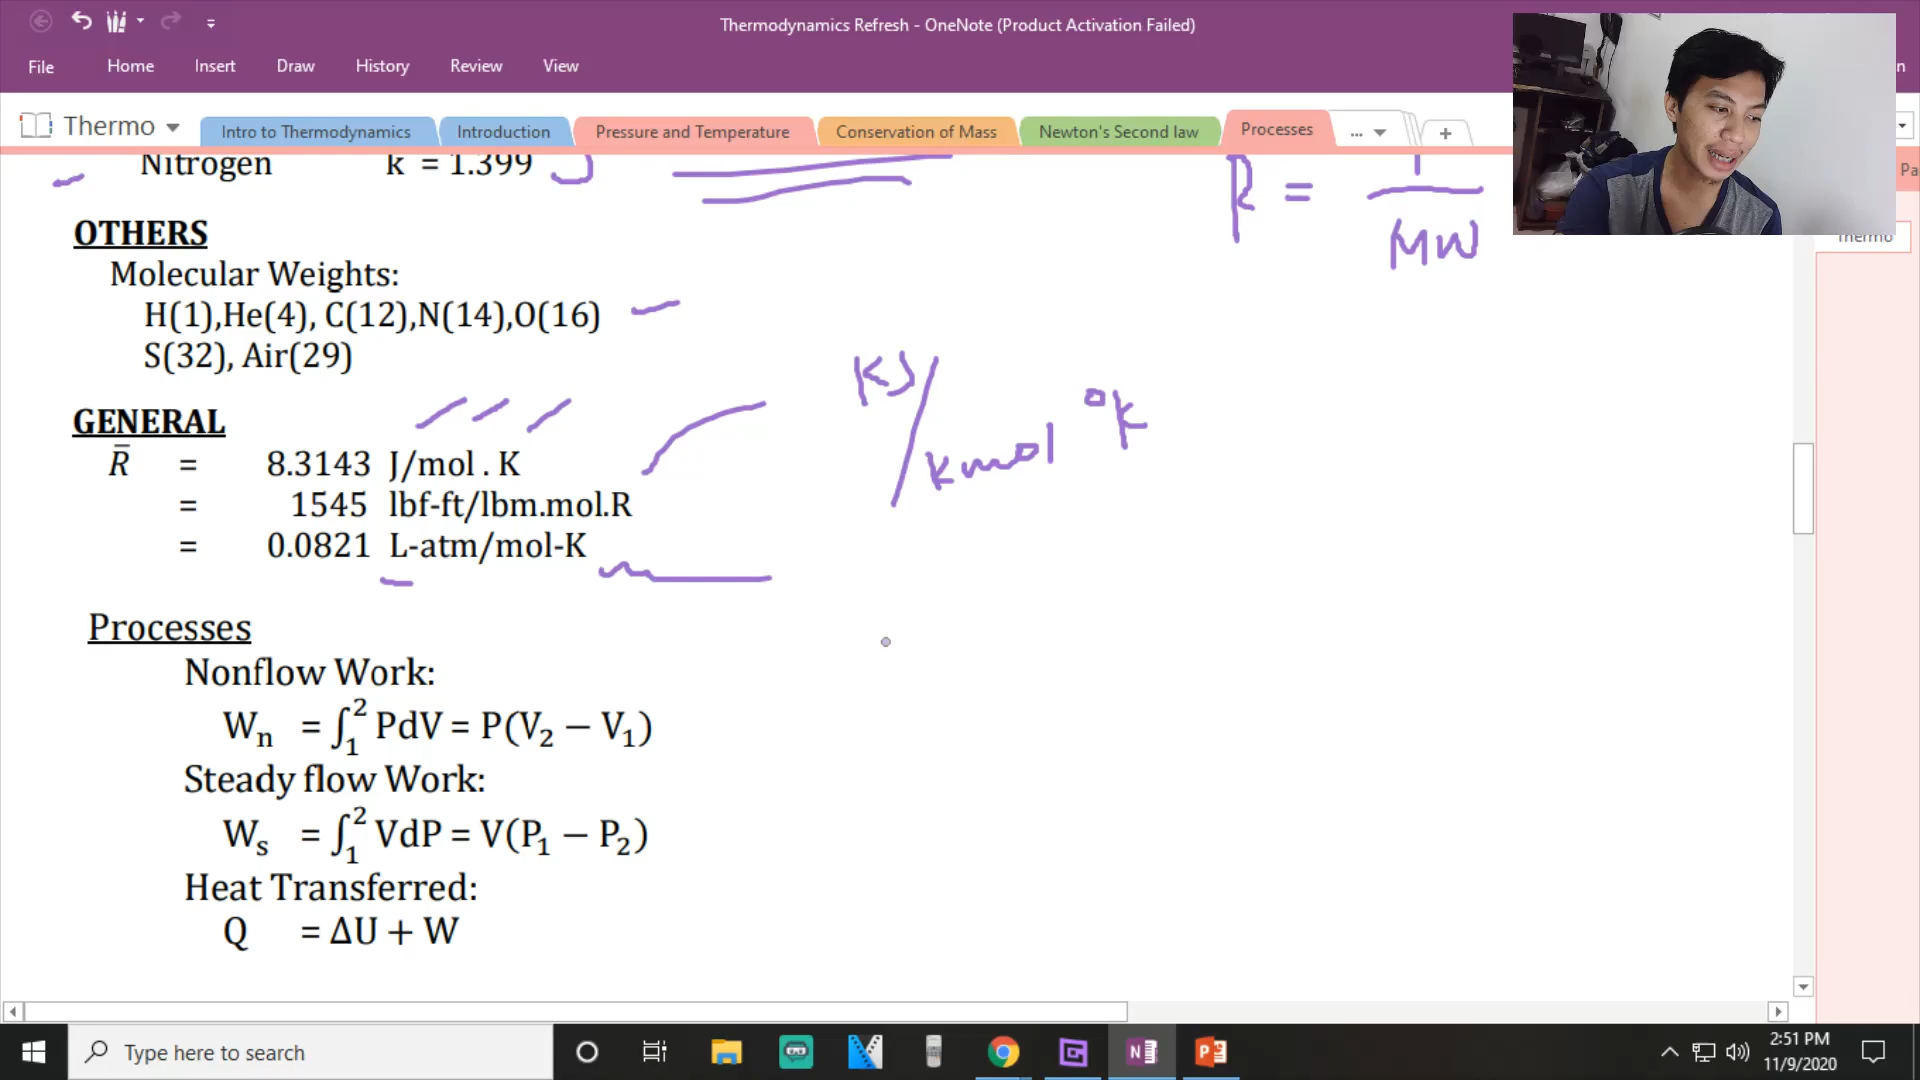 Thermodynamics Refresh - OneNote (Product Activation Failed)
File Home Insert Draw History Review View
Thermo Intro to Thermodynamics Introduction Pressure and Temperature Conservation of Mass Newton's Second law Processes ... +
Nitrogen k = 1.399
R =
MW
Thermo
OTHERS
Molecular Weights:
H(1),He(4), C(12),N(14),O(16)
S(32), Air(29)
KJ/kmol °K
GENERAL
R̄ = 8.3143 J/mol . K
= 1545 lbf-ft/lbm.mol.R
= 0.0821 L-atm/mol-K
Processes
Nonflow Work:
Wₙ = ∫₁² PdV = P(V₂ − V₁)
Steady flow Work:
Wₛ = ∫₁² VdP = V(P₁ − P₂)
Heat Transferred:
Q = ΔU + W
Type here to search
2:51 PM
11/9/2020